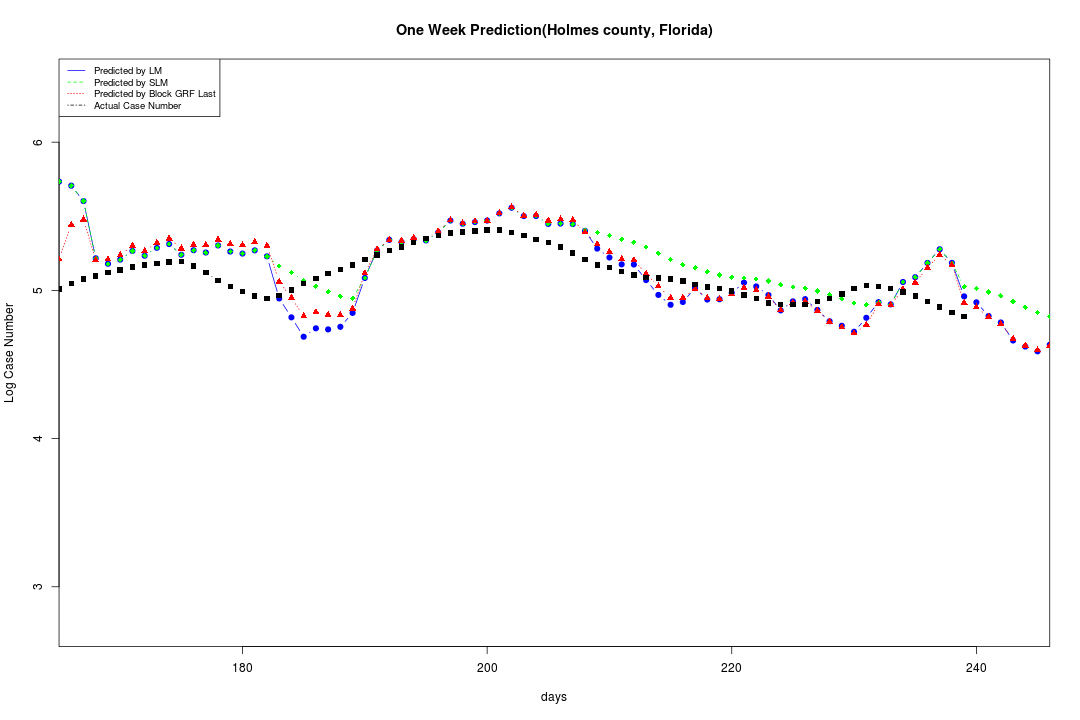 One Week Prediction(Holmes county, Florida)
Predicted by LM
Predicted by SLM
Predicted by Block GRF Last
Actual Case Number
6
5
4
3
Log Case Number
180 200 220 240
days